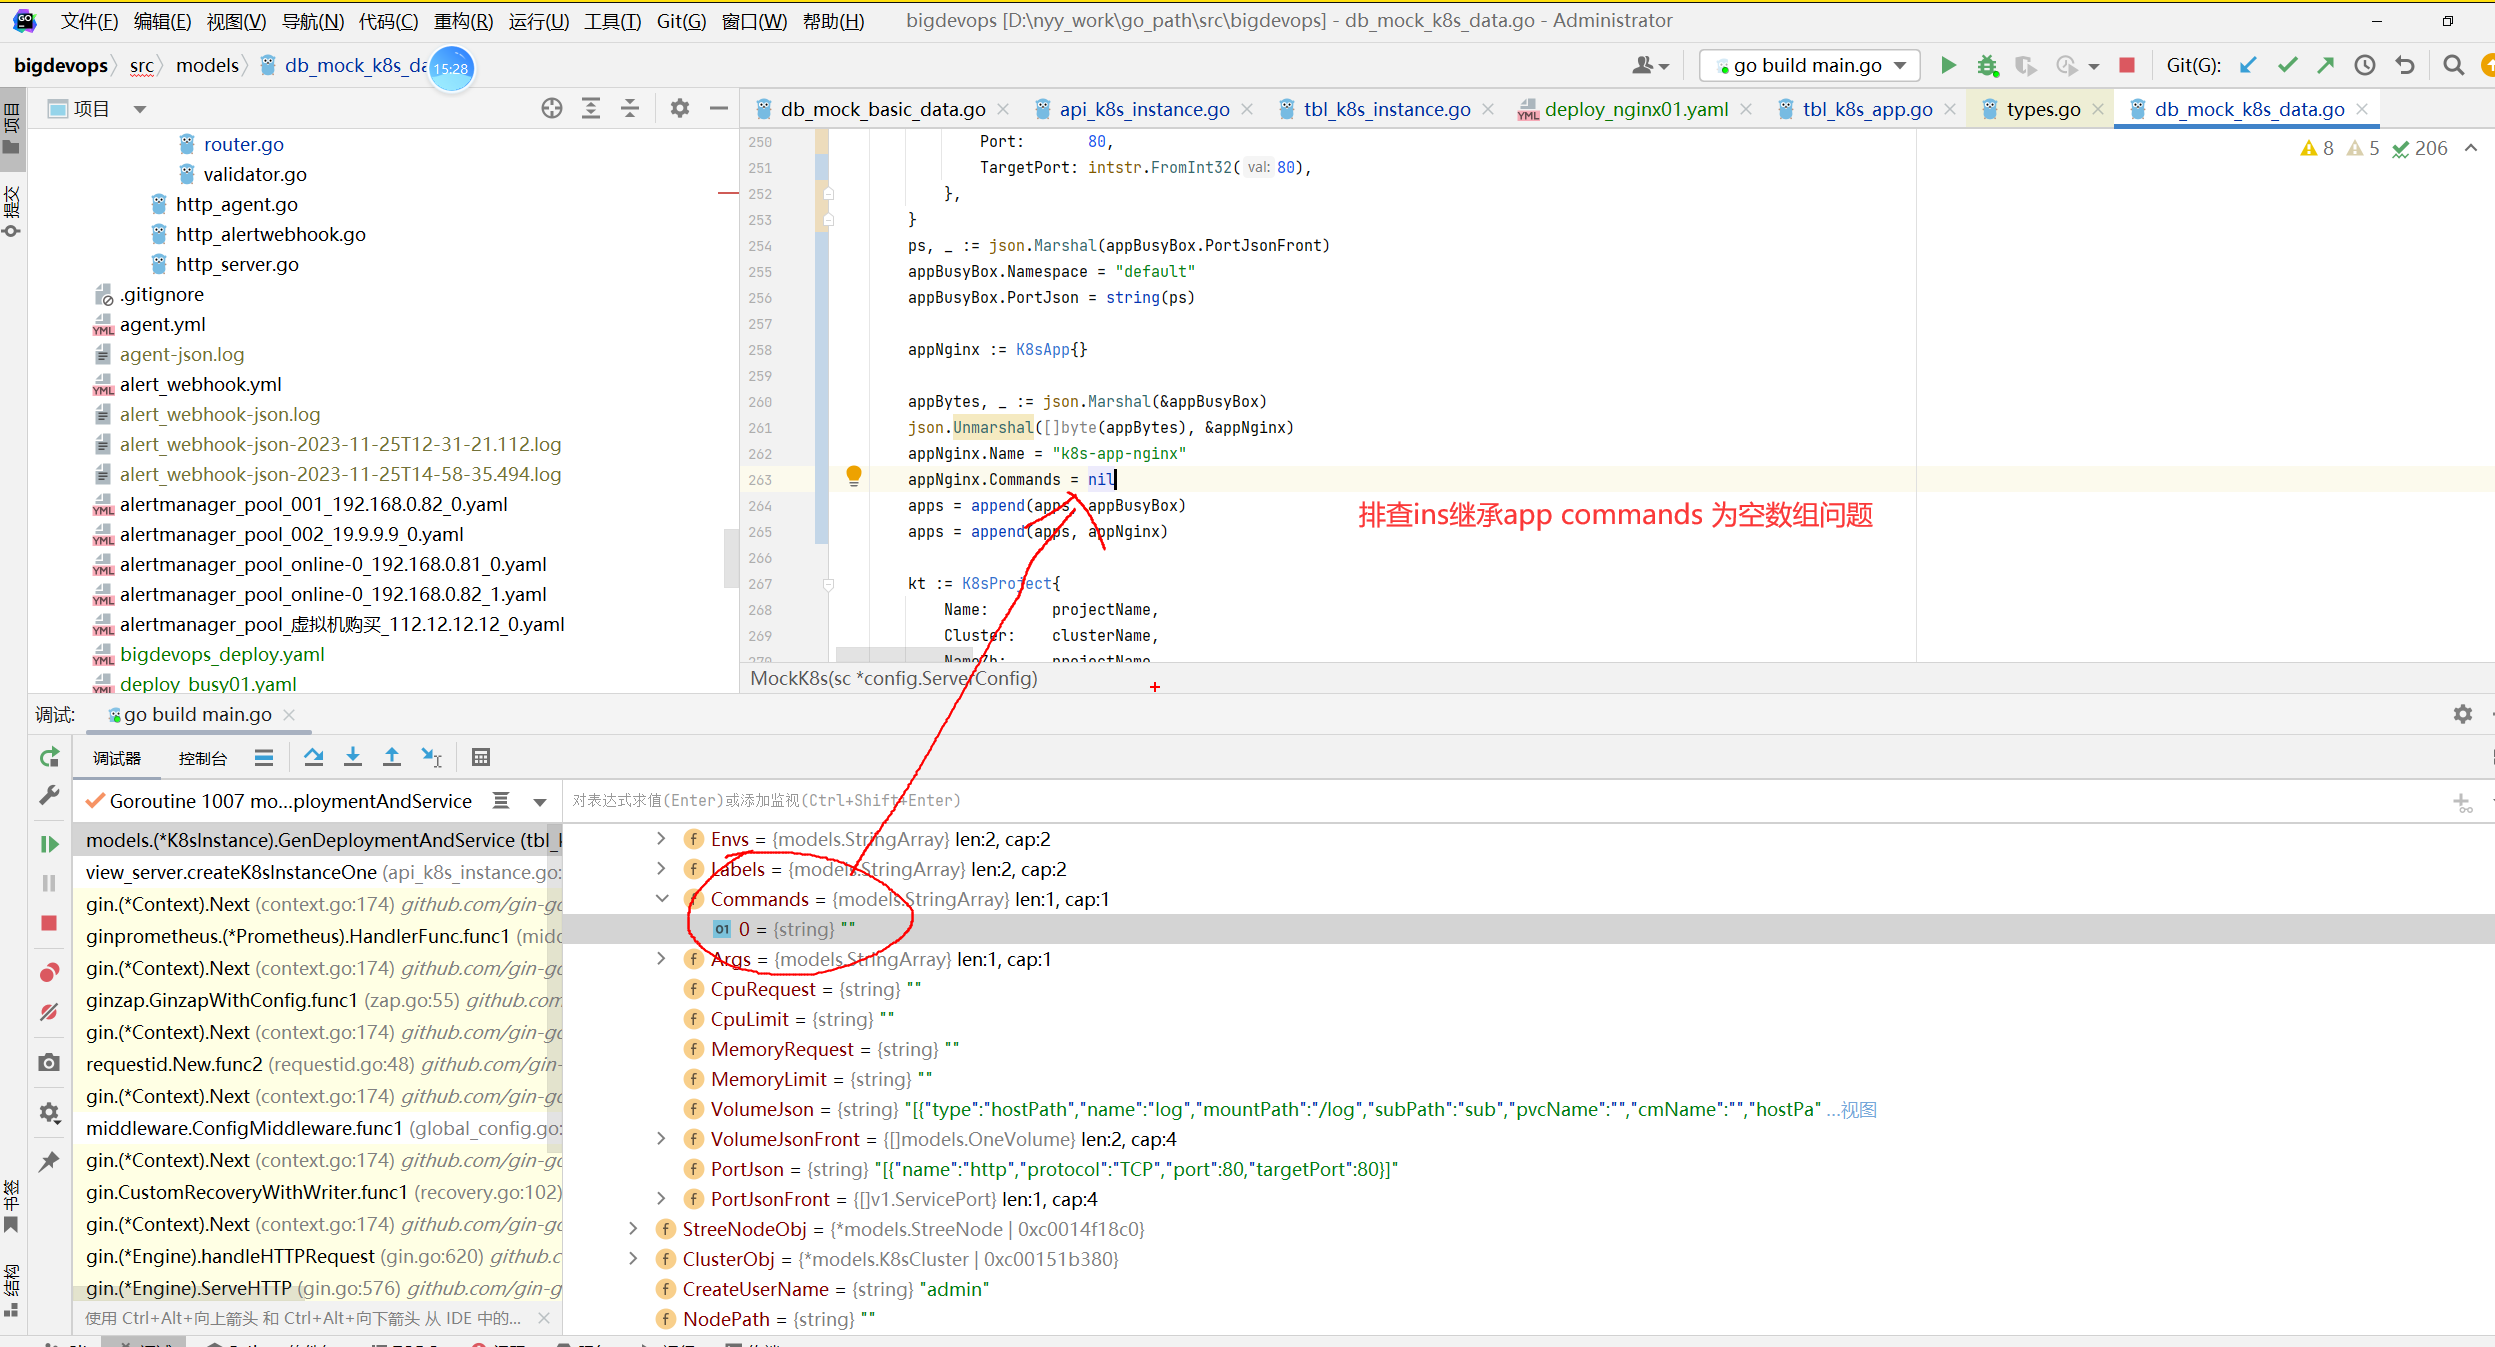 文件(F) 编辑(E) 视图(V) 导航(N) 代码(C) 重构(R) 运行(U) 工具(T) Git(G) 窗口(W) 帮助(H) bigdevops [D:\nyy_work\go_path\src\bigdevops] - db_mock_k8s_data.go - Administrator
bigdevops src models db_mock_k8s_da 15:28 go build main.go Git(G):
项目
提交
书签
结构
项目
router.go
validator.go
http_agent.go
http_alertwebhook.go
http_server.go
.gitignore
agent.yml
agent-json.log
alert_webhook.yml
alert_webhook-json.log
alert_webhook-json-2023-11-25T12-31-21.112.log
alert_webhook-json-2023-11-25T14-58-35.494.log
alertmanager_pool_001_192.168.0.82_0.yaml
alertmanager_pool_002_19.9.9.9_0.yaml
alertmanager_pool_online-0_192.168.0.81_0.yaml
alertmanager_pool_online-0_192.168.0.82_1.yaml
alertmanager_pool_虚拟机购买_112.12.12.12_0.yaml
bigdevops_deploy.yaml
deploy_busy01.yaml
db_mock_basic_data.go api_k8s_instance.go tbl_k8s_instance.go deploy_nginx01.yaml tbl_k8s_app.go types.go db_mock_k8s_data.go
8 5 206
250 Port: 80,
251 TargetPort: intstr.FromInt32( val: 80),
252 },
253 }
254 ps, _ := json.Marshal(appBusyBox.PortJsonFront)
255 appBusyBox.Namespace = "default"
256 appBusyBox.PortJson = string(ps)
257
258 appNginx := K8sApp{}
259
260 appBytes, _ := json.Marshal(&appBusyBox)
261 json.Unmarshal([]byte(appBytes), &appNginx)
262 appNginx.Name = "k8s-app-nginx"
263 appNginx.Commands = nil
264 apps = append(apps, appBusyBox)
265 apps = append(apps, appNginx)
266
267 kt := K8sProject{
268 Name: projectName,
269 Cluster: clusterName,
270 NameZh: projectName
排查ins继承app commands 为空数组问题
MockK8s(sc *config.ServerConfig)
调试: go build main.go
调试器 控制台
Goroutine 1007 mo...ploymentAndService
models.(*K8sInstance).GenDeploymentAndService (tbl_k
view_server.createK8sInstanceOne (api_k8s_instance.go:
gin.(*Context).Next (context.go:174) github.com/gin-go
ginprometheus.(*Prometheus).HandlerFunc.func1 (midd
gin.(*Context).Next (context.go:174) github.com/gin-go
ginzap.GinzapWithConfig.func1 (zap.go:55) github.com
gin.(*Context).Next (context.go:174) github.com/gin-go
requestid.New.func2 (requestid.go:48) github.com/gin-
gin.(*Context).Next (context.go:174) github.com/gin-go
middleware.ConfigMiddleware.func1 (global_config.go:
gin.(*Context).Next (context.go:174) github.com/gin-go
gin.CustomRecoveryWithWriter.func1 (recovery.go:102)
gin.(*Context).Next (context.go:174) github.com/gin-go
gin.(*Engine).handleHTTPRequest (gin.go:620) github.c
gin.(*Engine).ServeHTTP (gin.go:576) github.com/gin-g
使用 Ctrl+Alt+向上箭头 和 Ctrl+Alt+向下箭头 从 IDE 中的...
对表达式求值(Enter)或添加监视(Ctrl+Shift+Enter)
Envs = {models.StringArray} len:2, cap:2
Labels = {models.StringArray} len:2, cap:2
Commands = {models.StringArray} len:1, cap:1
0 = {string} ""
Args = {models.StringArray} len:1, cap:1
CpuRequest = {string} ""
CpuLimit = {string} ""
MemoryRequest = {string} ""
MemoryLimit = {string} ""
VolumeJson = {string} "[{"type":"hostPath","name":"log","mountPath":"/log","subPath":"sub","pvcName":"","cmName":"","hostPa" ...视图
VolumeJsonFront = {[]models.OneVolume} len:2, cap:4
PortJson = {string} "[{"name":"http","protocol":"TCP","port":80,"targetPort":80}]"
PortJsonFront = {[]v1.ServicePort} len:1, cap:4
StreeNodeObj = {*models.StreeNode | 0xc0014f18c0}
ClusterObj = {*models.K8sCluster | 0xc00151b380}
CreateUserName = {string} "admin"
NodePath = {string} ""